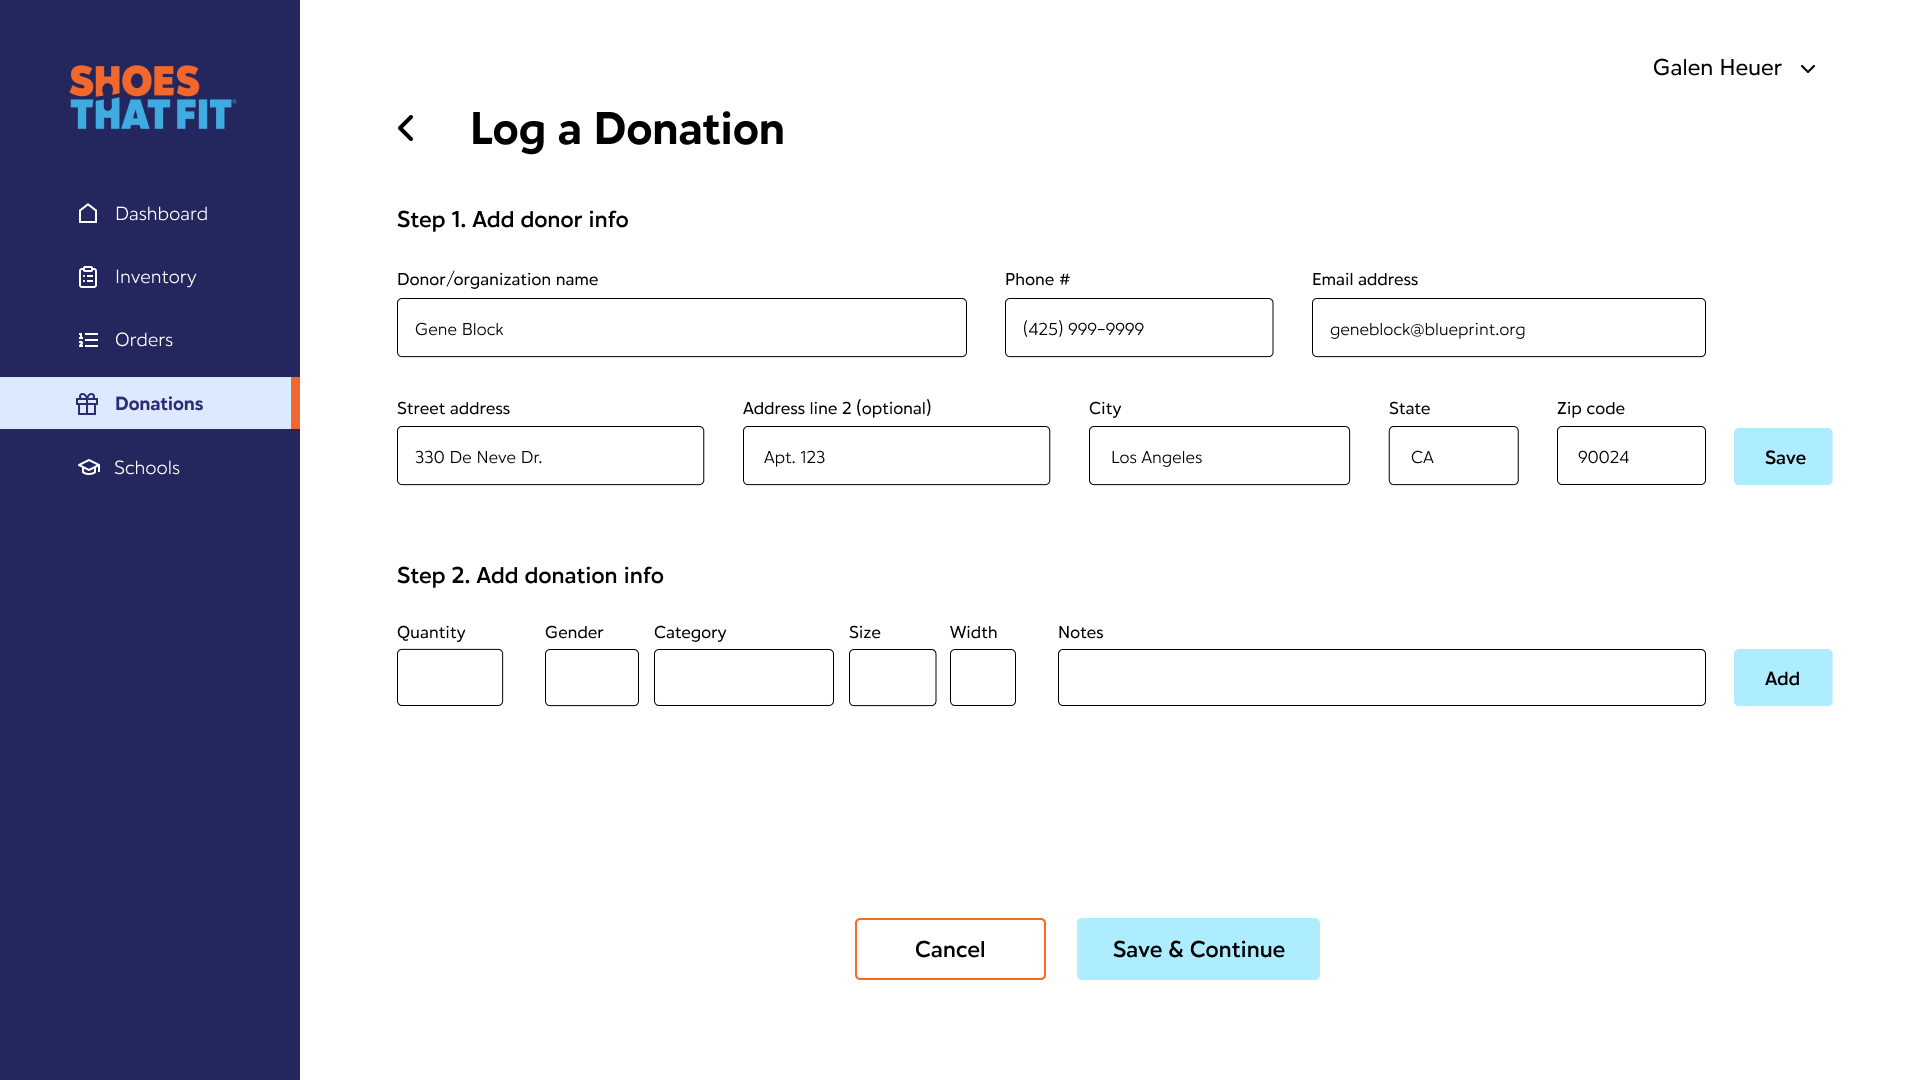 SHOES
THAT FIT
Dashboard
Inventory
Orders
Donations
Schools
Galen Heuer
Log a Donation
Step 1. Add donor info
Donor/organization name Phone # Email address
Gene Block (425) 999-9999 geneblock@blueprint.org
Street address Address line 2 (optional) City State Zip code
330 De Neve Dr. Apt. 123 Los Angeles CA 90024 Save
Step 2. Add donation info
Quantity Gender Category Size Width Notes
Add
Cancel Save & Continue